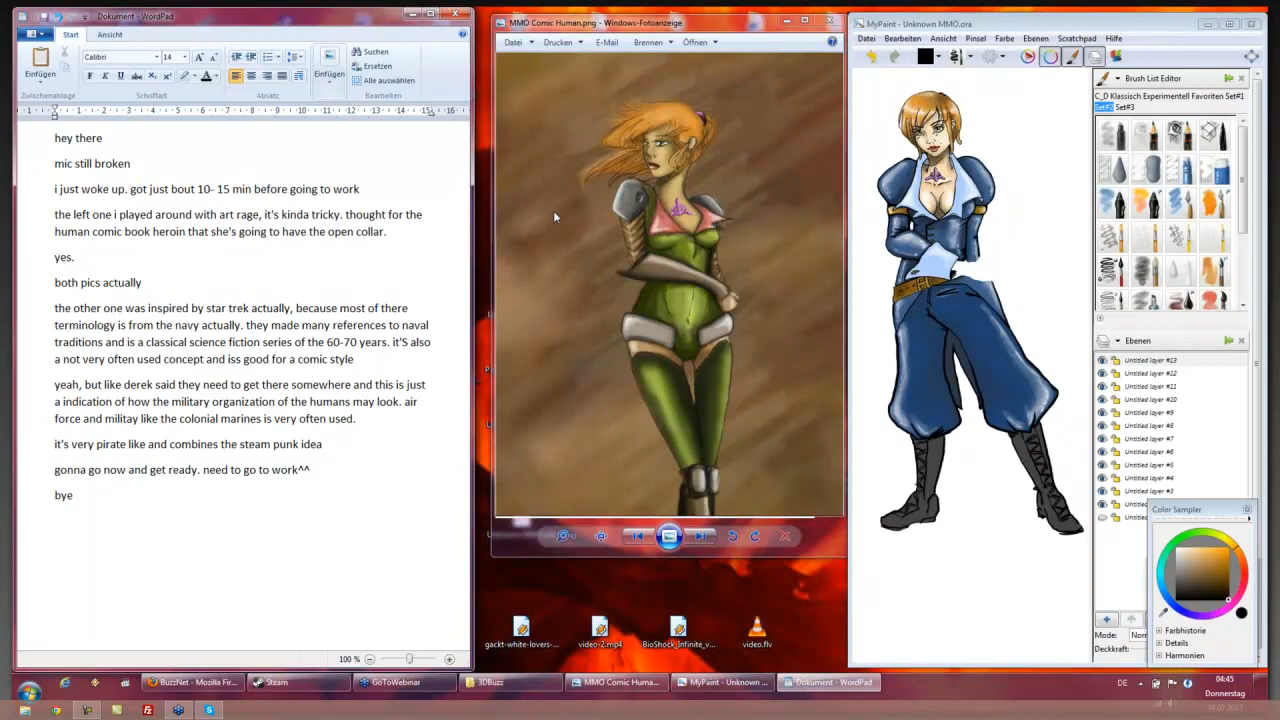 Dokument - WordPad
Start
Ansicht
Einfügen
Calibri
14
Suchen
Ersetzen
Alle auswählen
Einfügen
Zwischenablage
Schriftart
Absatz
Bearbeiten
hey there
mic still broken
i just woke up. got just bout 10- 15 min before going to work
the left one i played around with art rage, it's kinda tricky. thought for the
human comic book heroin that she's going to have the open collar.
yes.
both pics actually
the other one was inspired by star trek actually, because most of there
terminology is from the navy actually. they made many references to naval
traditions and is a classical science fiction series of the 60-70 years. it's also
a not very often used concept and iss good for a comic style
yeah, but like derek said they need to get there somewhere and this is just
a indication of how the military organization of the humans may look. air
force and militay like the colonial marines is very often used.
it's very pirate like and combines the steam punk idea
gonna go now and get ready. need to go to work^^
bye
100 %
MMO Comic Human.png - Windows-Fotoanzeige
Datei
Drucken
E-Mail
Brennen
Öffnen
gackt-white-lovers-...
video-2.mp4
BioShock_Infinite_v...
video.flv
MyPaint - Unknown MMO.ora
Datei Bearbeiten Ansicht Pinsel Farbe Ebenen Scratchpad Hilfe
Brush List Editor
C_D Klassisch Experimentell Favoriten Set#1
Set#2 Set#3
Ebenen
Untitled layer #13
Untitled layer #12
Untitled layer #11
Untitled layer #10
Untitled layer #9
Untitled layer #8
Untitled layer #7
Untitled layer #6
Untitled layer #5
Untitled layer #4
Untitled layer #3
Color Sampler
Farbhistorie
Details
Harmonien
Mode:
Deckkraft:
BuzzNet - Mozilla Fir...
Steam
GoToWebinar
3DBuzz
MMO Comic Huma...
MyPaint - Unknown ...
Dokument - WordPad
DE
04:45
Donnerstag
04.07.2013